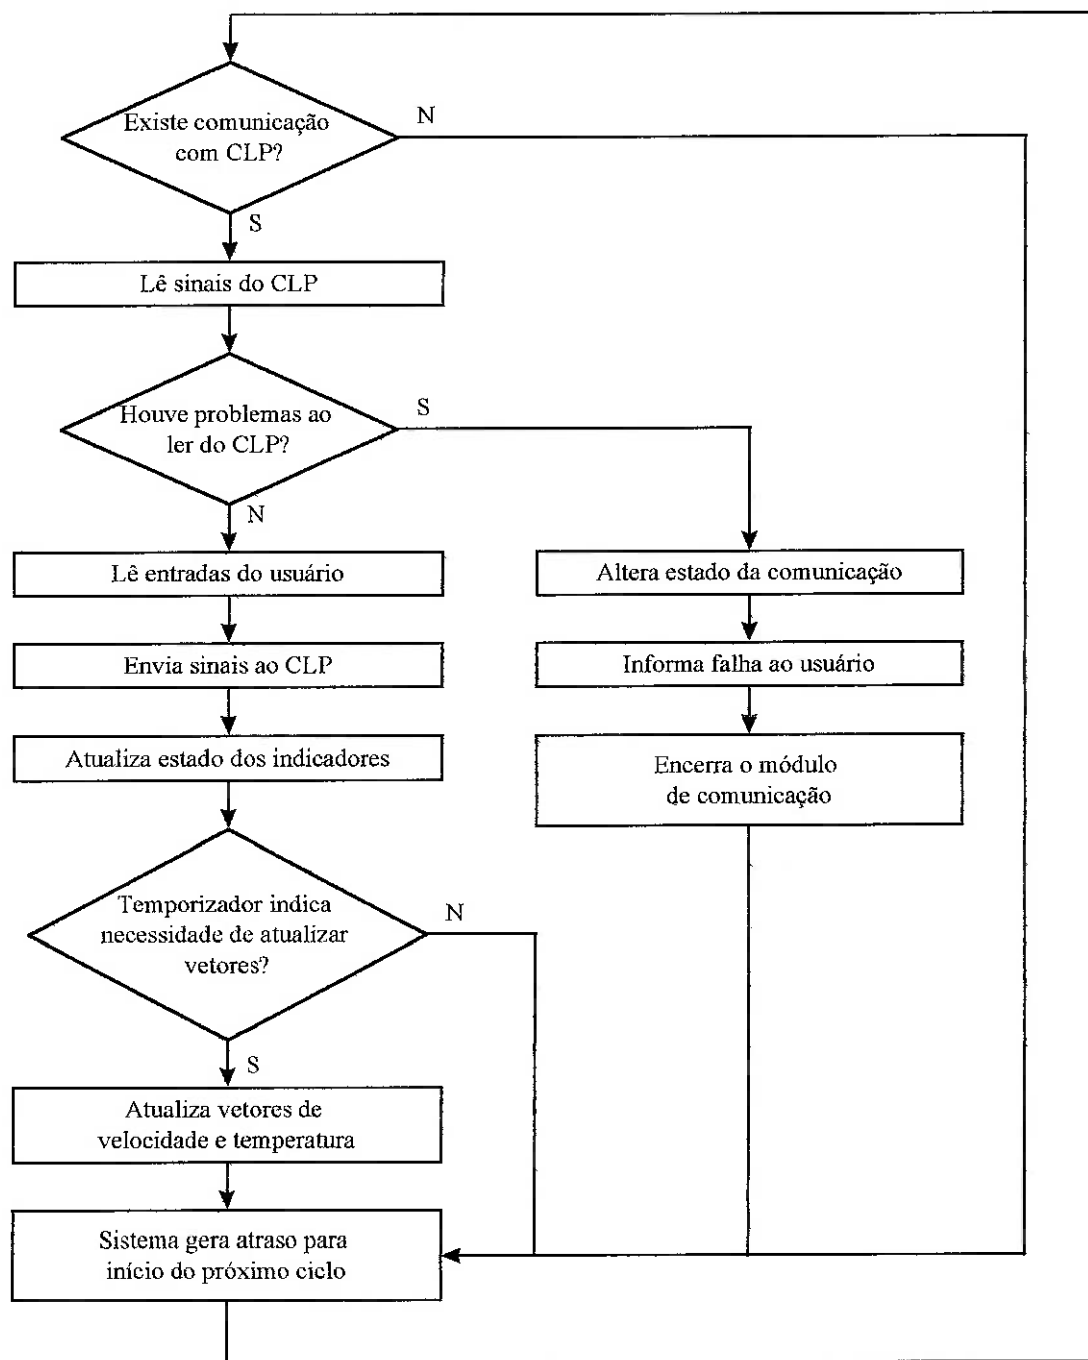 Existe comunicação
com CLP?
N
S
Lê sinais do CLP
Houve problemas ao
ler do CLP?
S
N
Lê entradas do usuário
Altera estado da comunicação
Envia sinais ao CLP
Informa falha ao usuário
Atualiza estado dos indicadores
Encerra o módulo
de comunicação
Temporizador indica
necessidade de atualizar
vetores?
N
S
Atualiza vetores de
velocidade e temperatura
Sistema gera atraso para
início do próximo ciclo